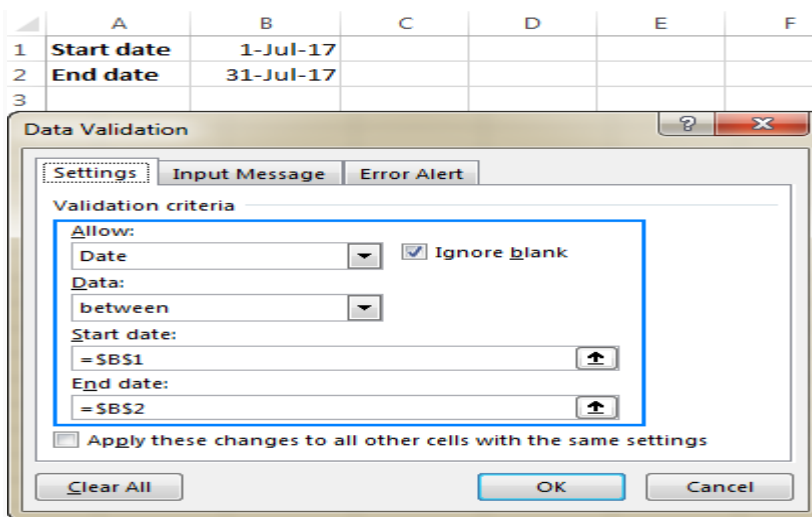 A B C D E F
1 Start date 1-Jul-17
2 End date 31-Jul-17
3
Data Validation ?
Settings Input Message Error Alert
Validation criteria
Allow:
Date Ignore blank
Data:
between
Start date:
=$B$1
End date:
=$B$2
Apply these changes to all other cells with the same settings
Clear All OK Cancel